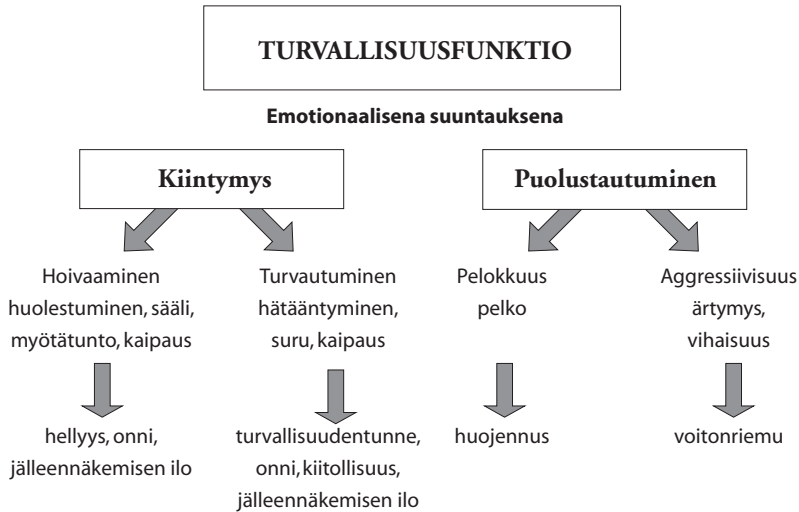 TURVALLISUUSFUNKTIO
Emotionaalisena suuntauksena
Kiintymys
Puolustautuminen
Hoivaaminen
huolestuminen, sääli,
myötätunto, kaipaus
Turvautuminen
hätääntyminen,
suru, kaipaus
Pelokkuus
pelko
Aggressiivisuus
ärtymys,
vihaisuus
hellyys, onni,
jälleennäkemisen ilo
turvallisuudentunne,
onni, kiitollisuus,
jälleennäkemisen ilo
huojennus
voitonriemu